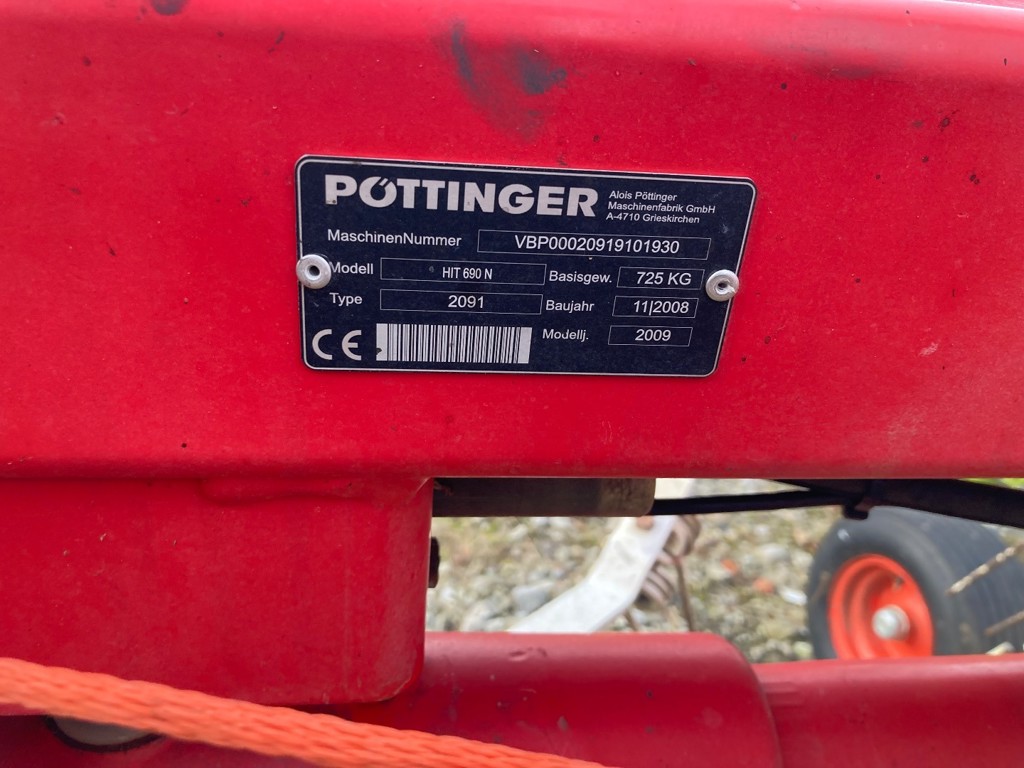 PÖTTINGER
Alois Pöttinger
Maschinenfabrik GmbH
A-4710 Grieskirchen
MaschinenNummer VBP00020919101930
Modell HIT 690 N Basisgew. 725 KG
Type 2091 Baujahr 11|2008
CE Modellj. 2009